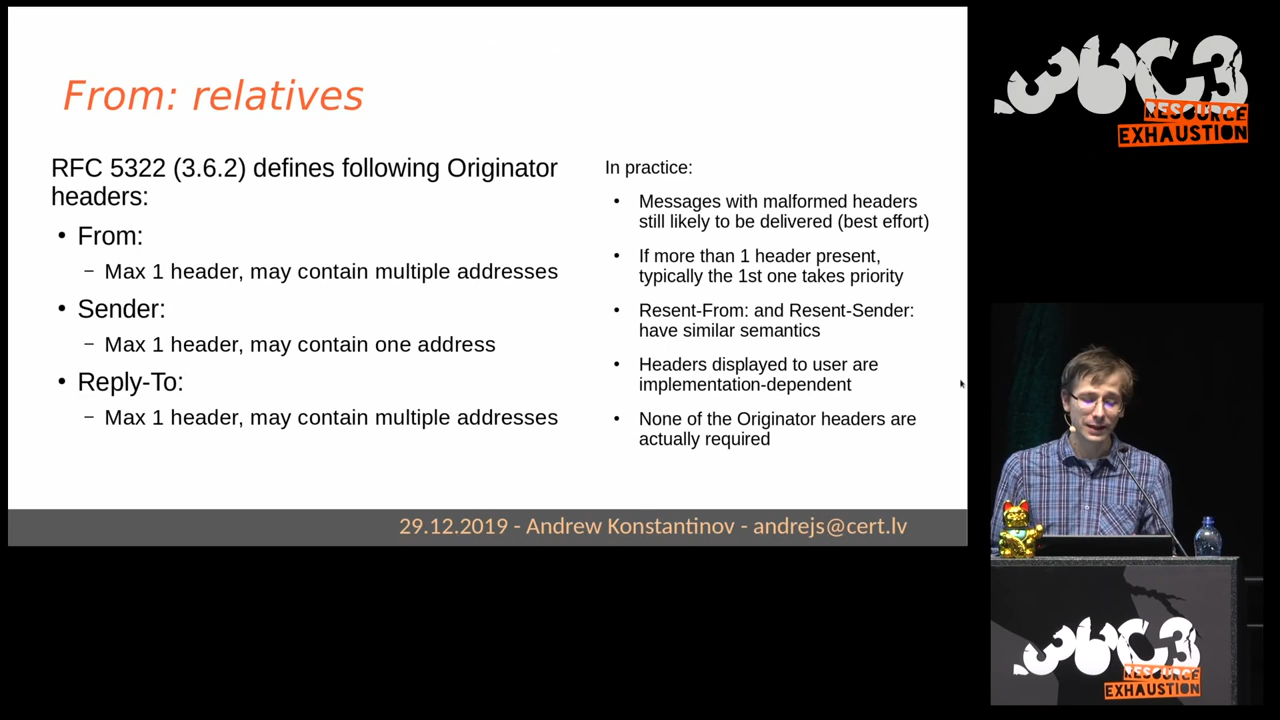 From: relatives
RFC 5322 (3.6.2) defines following Originator
headers:
• From:
– Max 1 header, may contain multiple addresses
• Sender:
– Max 1 header, may contain one address
• Reply-To:
– Max 1 header, may contain multiple addresses
In practice:
• Messages with malformed headers
still likely to be delivered (best effort)
• If more than 1 header present,
typically the 1st one takes priority
• Resent-From: and Resent-Sender:
have similar semantics
• Headers displayed to user are
implementation-dependent
• None of the Originator headers are
actually required
29.12.2019 - Andrew Konstantinov - andrejs@cert.lv
36C3
RESOURCE
EXHAUSTION
36C3
RESOURCE
EXHAUSTION